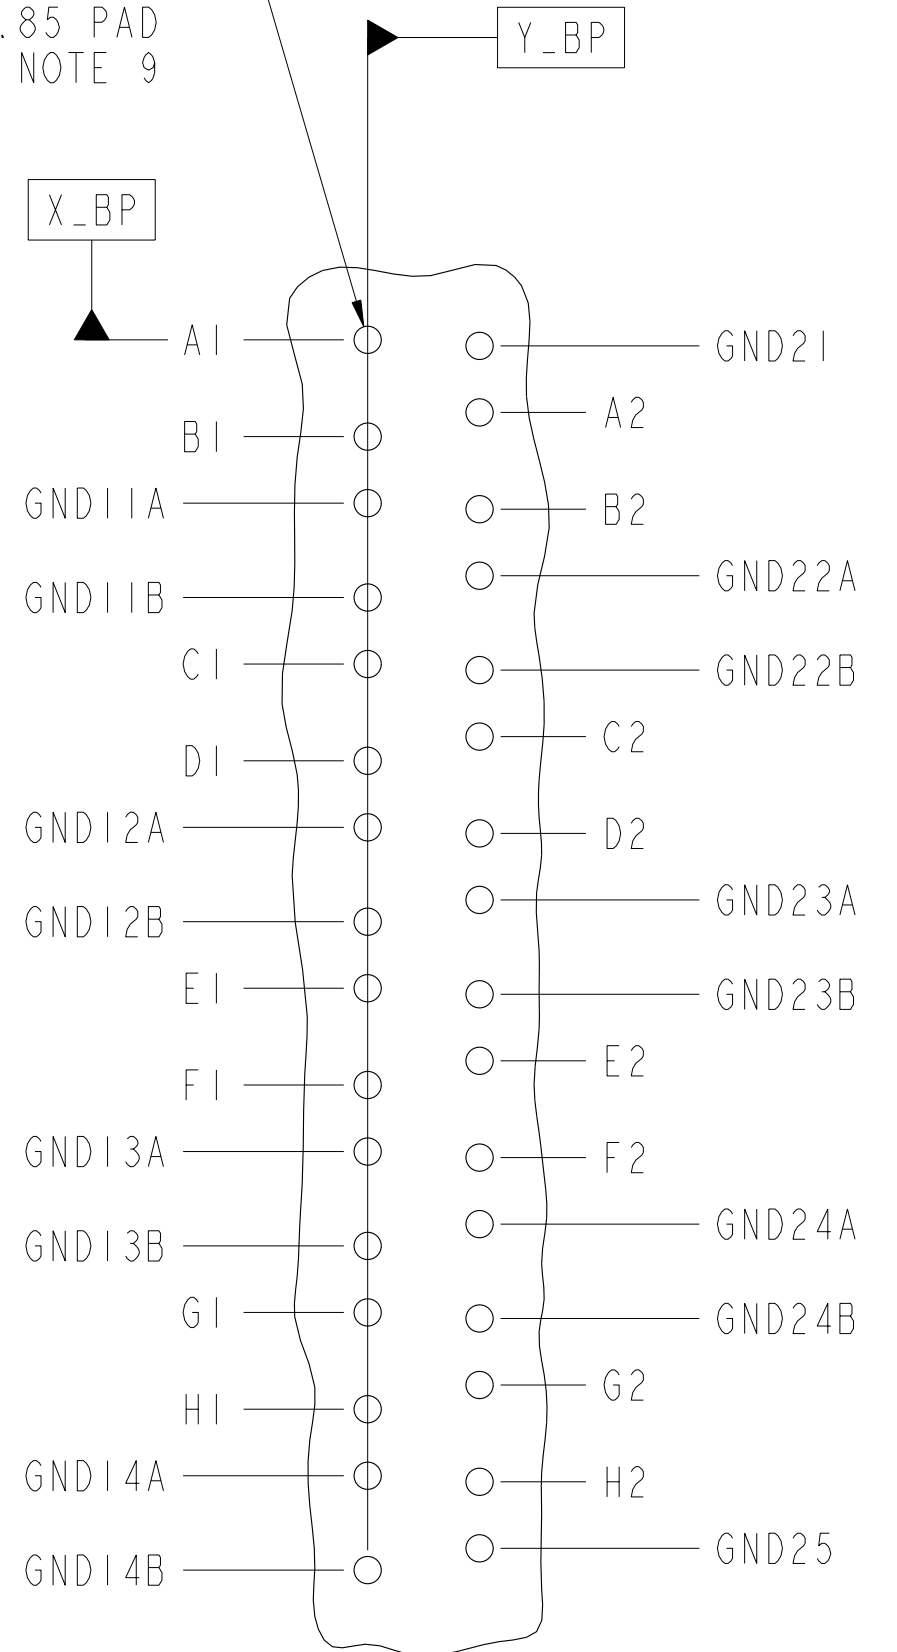 .85 PAD
NOTE 9
Y_BP
X_BP
A1
GND21
A2
B1
GND11A
B2
GND22A
GND11B
C1
GND22B
C2
D1
GND12A
D2
GND23A
GND12B
E1
GND23B
E2
F1
GND13A
F2
GND24A
GND13B
G1
GND24B
G2
H1
GND14A
H2
GND25
GND14B